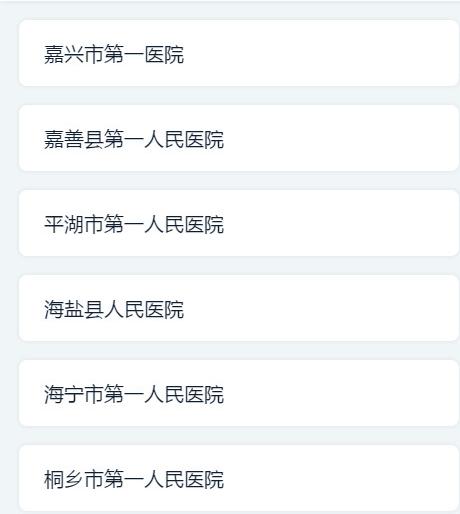 嘉兴市第一医院
嘉善县第一人民医院
平湖市第一人民医院
海盐县人民医院
海宁市第一人民医院
桐乡市第一人民医院